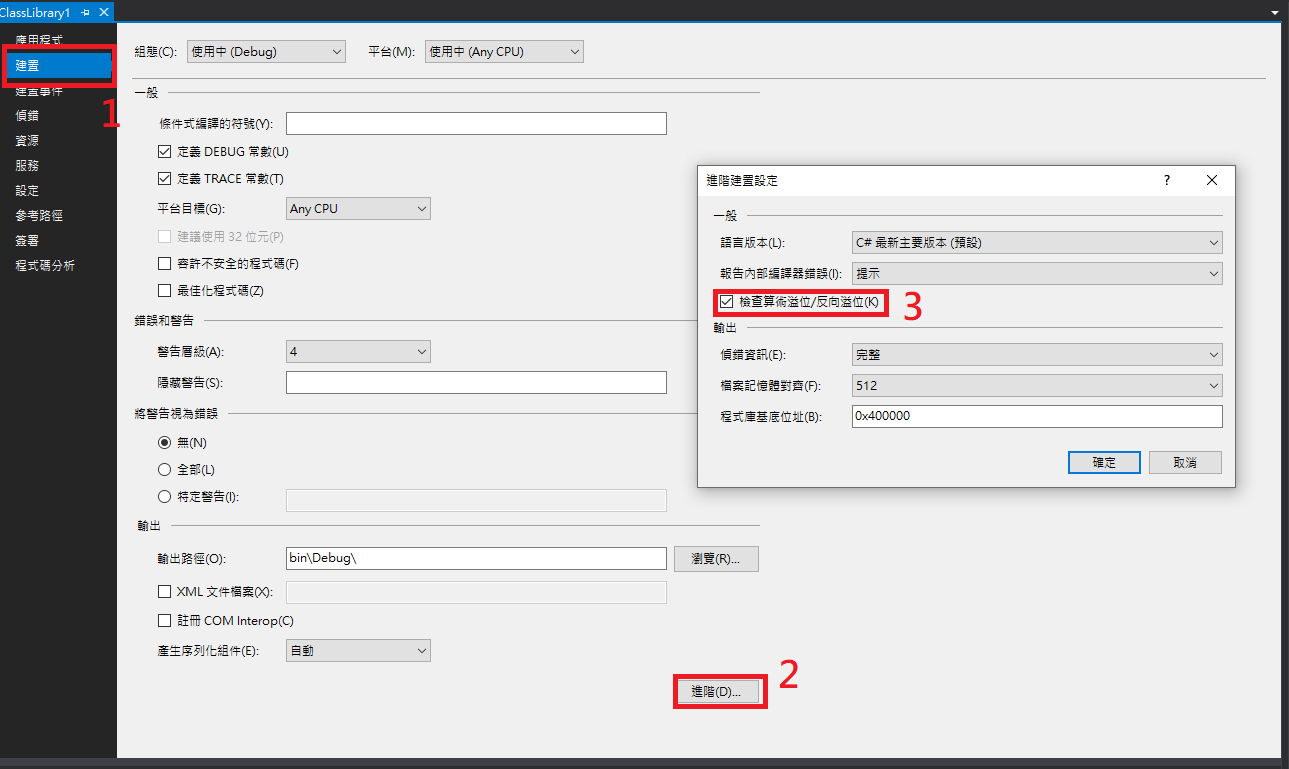 ClassLibrary1
應用程式
建置
1
建置事件
偵錯
資源
服務
設定
參考路徑
簽署
程式碼分析
組態(C): 使用中 (Debug) 平台(M): 使用中 (Any CPU)
一般
條件式編譯的符號(Y):
定義 DEBUG 常數(U)
定義 TRACE 常數(T)
平台目標(G): Any CPU
建議使用 32 位元(P)
容許不安全的程式碼(F)
最佳化程式碼(Z)
錯誤和警告
警告層級(A): 4
隱藏警告(S):
將警告視為錯誤
無(N)
全部(L)
特定警告(I):
輸出
輸出路徑(O): bin\Debug\ 瀏覽(R)...
XML 文件檔案(X):
註冊 COM Interop(C)
產生序列化組件(E): 自動
進階(D)... 2
進階建置設定 ?
一般
語言版本(L): C# 最新主要版本 (預設)
報告內部編譯器錯誤(I): 提示
檢查算術溢位/反向溢位(K) 3
輸出
偵錯資訊(E): 完整
檔案記憶體對齊(F): 512
程式庫基底位址(B): 0x400000
確定 取消